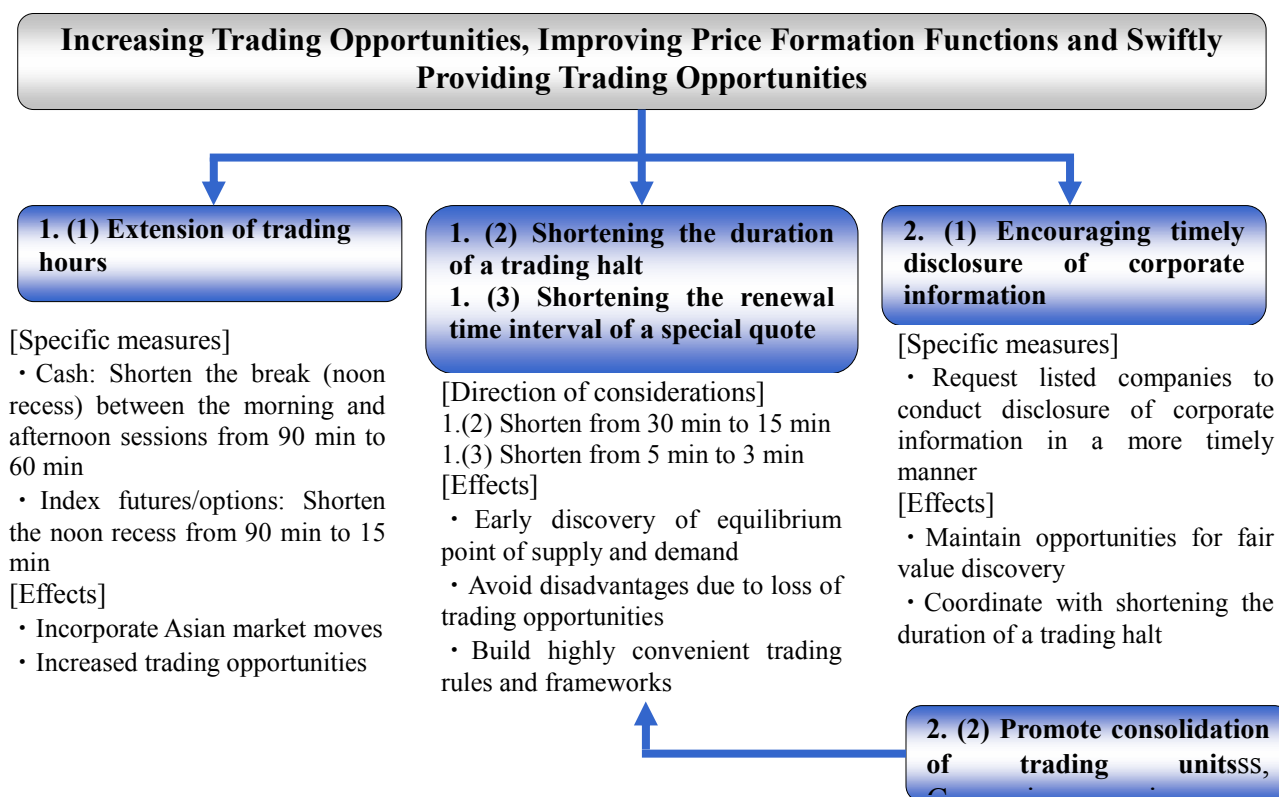 Increasing Trading Opportunities, Improving Price Formation Functions and Swiftly
Providing Trading Opportunities
1. (1) Extension of trading
hours
[Specific measures]
・Cash: Shorten the break (noon
recess) between the morning and
afternoon sessions from 90 min to
60 min
・Index futures/options: Shorten
the noon recess from 90 min to 15
min
[Effects]
・Incorporate Asian market moves
・Increased trading opportunities
1. (2) Shortening the duration
of a trading halt
1. (3) Shortening the renewal
time interval of a special quote
[Direction of considerations]
1.(2) Shorten from 30 min to 15 min
1.(3) Shorten from 5 min to 3 min
[Effects]
・Early discovery of equilibrium
point of supply and demand
・Avoid disadvantages due to loss of
trading opportunities
・Build highly convenient trading
rules and frameworks
2. (1) Encouraging timely
disclosure of corporate
information
[Specific measures]
・Request listed companies to
conduct disclosure of corporate
information in a more timely
manner
[Effects]
・Maintain opportunities for fair
value discovery
・Coordinate with shortening the
duration of a trading halt
2. (2) Promote consolidation
of trading unitsss,